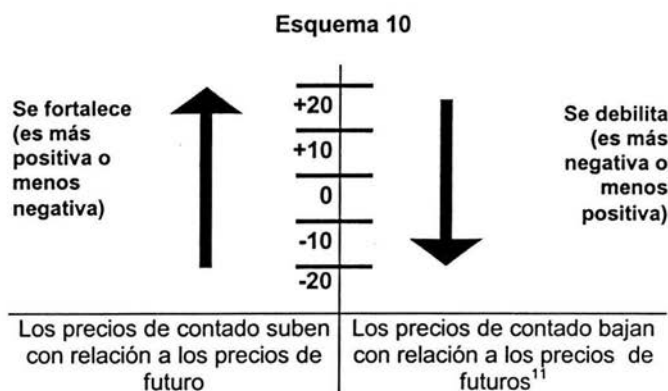 Esquema 10
Se fortalece
(es más
positiva o
menos
negativa)
+20
+10
0
-10
-20
Se debilita
(es más
negativa o
menos
positiva)
Los precios de contado suben
con relación a los precios de
futuro
Los precios de contado bajan
con relación a los precios de
futuros¹¹